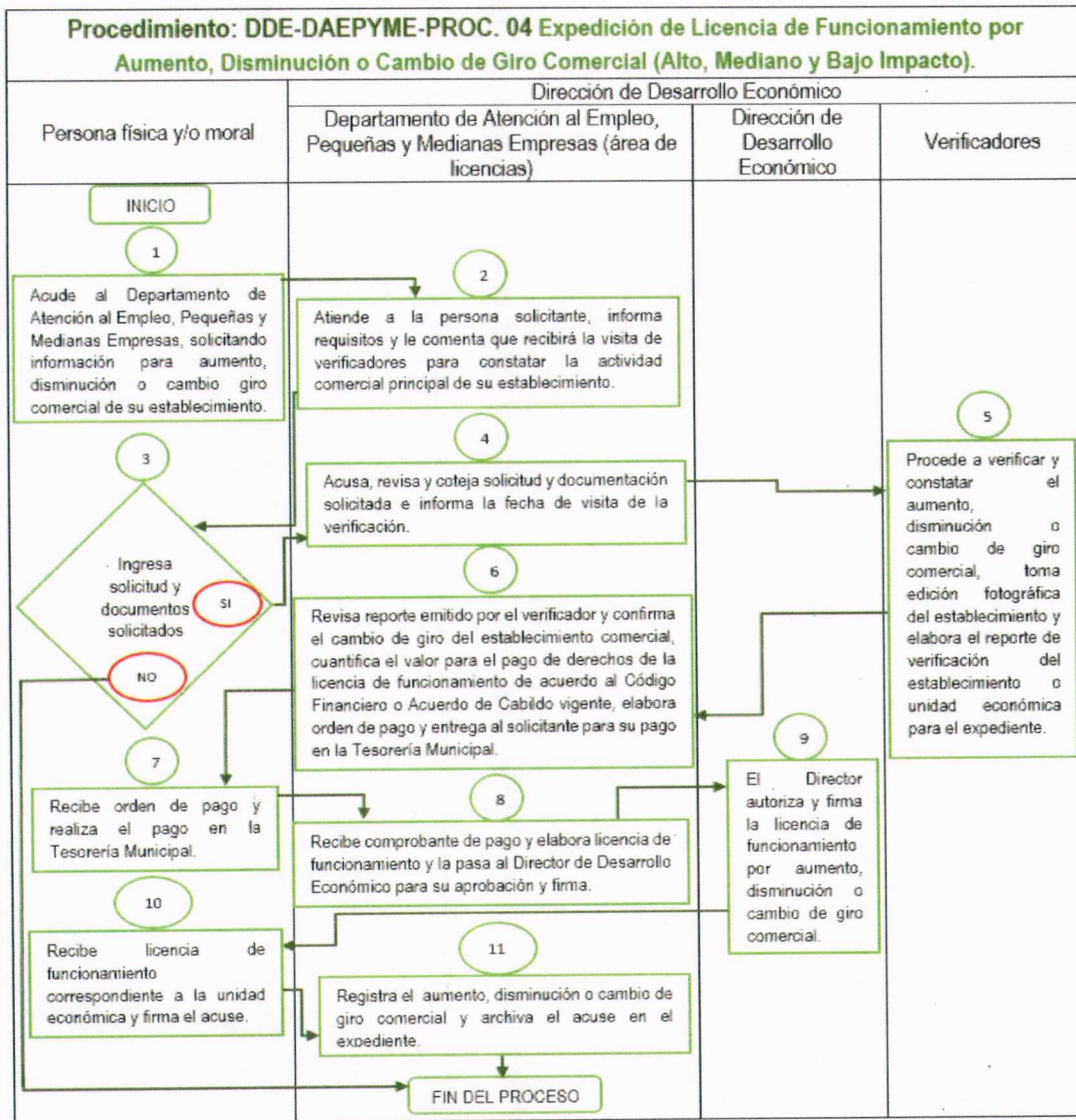 Procedimiento: DDE-DAEPYME-PROC. 04 Expedición de Licencia de Funcionamiento por
Aumento, Disminución o Cambio de Giro Comercial (Alto, Mediano y Bajo Impacto).
Persona física y/o moral
Dirección de Desarrollo Económico
Departamento de Atención al Empleo,
Pequeñas y Medianas Empresas (área de
licencias)
Dirección de
Desarrollo
Económico
Verificadores
INICIO
1
Acude al Departamento de
Atención al Empleo, Pequeñas y
Medianas Empresas, solicitando
información para aumento,
disminución o cambio giro
comercial de su establecimiento.
2
Atiende a la persona solicitante, informa
requisitos y le comenta que recibirá la visita
de verificadores para constatar la actividad
comercial principal de su establecimiento.
3
Ingresa
solicitud y
documentos
solicitados
SI
NO
4
Acusa, revisa y coteja solicitud y documentación
solicitada e informa la fecha de visita de la
verificación.
5
Procede a verificar y
constatar el
aumento,
disminución o
cambio de giro
comercial, toma
edición fotográfica
del establecimiento y
elabora el reporte de
verificación del
establecimiento o
unidad económica
para el expediente.
6
Revisa reporte emitido por el verificador y confirma
el cambio de giro del establecimiento comercial,
cuantifica el valor para el pago de derechos de la
licencia de funcionamiento de acuerdo al Código
Financiero o Acuerdo de Cabildo vigente, elabora
orden de pago y entrega al solicitante para su pago
en la Tesorería Municipal.
7
Recibe orden de pago y
realiza el pago en la
Tesorería Municipal.
8
Recibe comprobante de pago y elabora licencia de
funcionamiento y la pasa al Director de Desarrollo
Económico para su aprobación y firma.
9
El Director
autoriza y firma
la licencia de
funcionamiento
por aumento,
disminución o
cambio de giro
comercial.
10
Recibe licencia de
funcionamiento
correspondiente a la unidad
económica y firma el acuse.
11
Registra el aumento, disminución o cambio de
giro comercial y archiva el acuse en el
expediente.
FIN DEL PROCESO